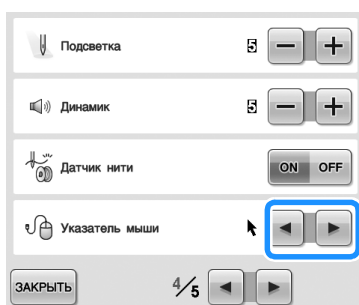 Подсветка 5 − +
Динамик 5 − +
Датчик нити ON OFF
Указатель мыши
ЗАКРЫТЬ 4/5